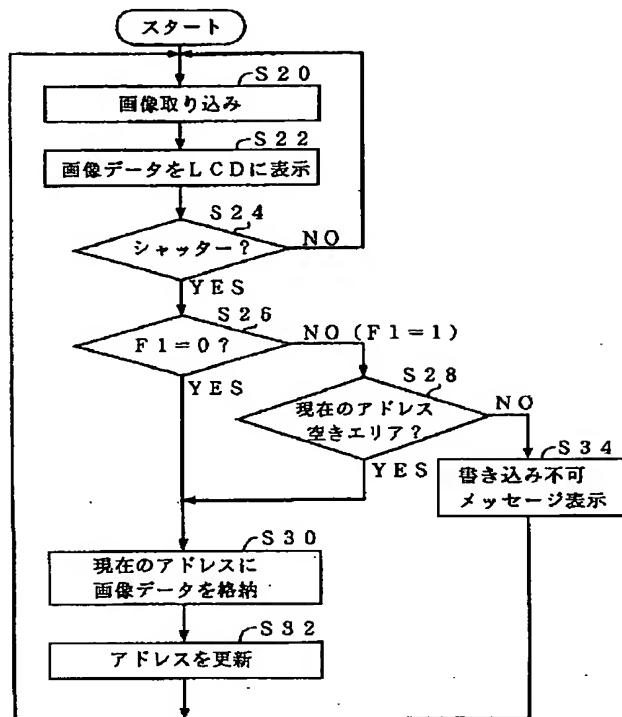 スタート
S20
画像取り込み
S22
画像データをLCDに表示
S24
シャッター?
NO
YES
S26
F1=0?
NO(F1=1)
YES
S28
現在のアドレス
空きエリア?
NO
YES
S34
書き込み不可
メッセージ表示
S30
現在のアドレスに
画像データを格納
S32
アドレスを更新